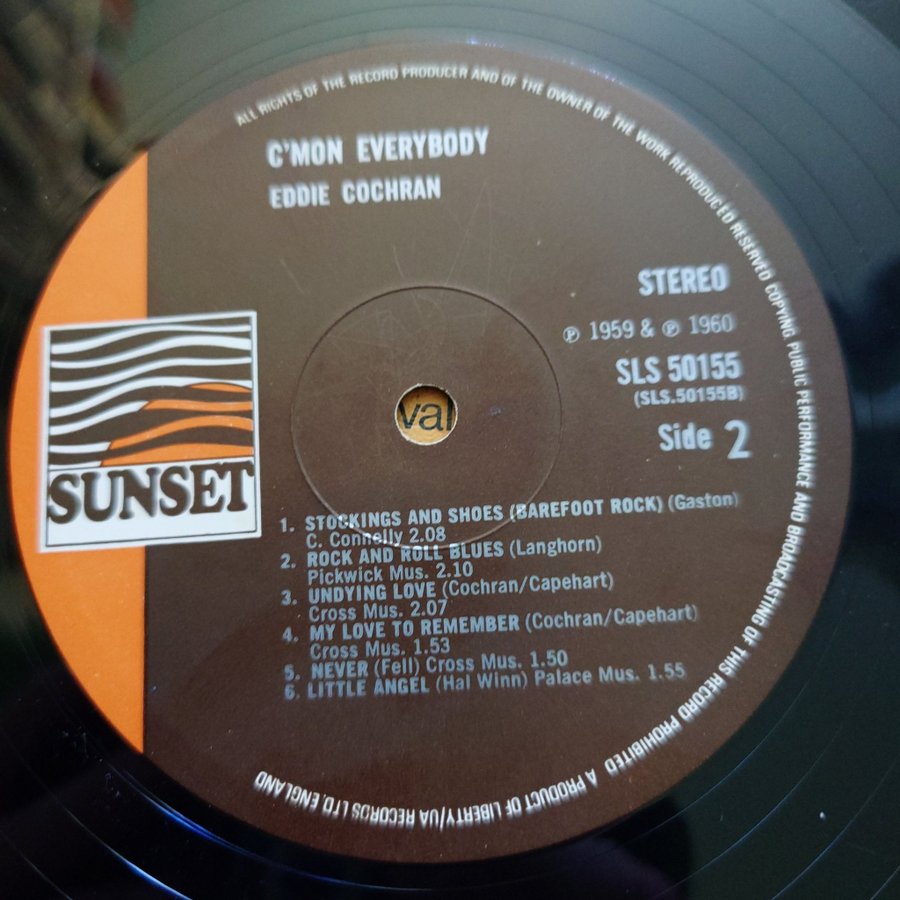 ALL RIGHTS OF THE RECORD PRODUCER AND OF THE OWNER OF THE WORK REPRODUCED RESERVED COPYING PUBLIC PERFORMANCE AND BROADCASTING OF THIS RECORD PROHIBITED A PRODUCT OF LIBERTY/UA RECORDS LTD. ENGLAND
C'MON EVERYBODY
EDDIE COCHRAN
STEREO
℗ 1959 & ℗ 1960
SLS 50155
(SLS.50155B)
Side 2
val
SUNSET
1. STOCKINGS AND SHOES (BAREFOOT ROCK) (Gaston)
C. Connelly 2.08
2. ROCK AND ROLL BLUES (Langhorn)
Pickwick Mus. 2.10
3. UNDYING LOVE (Cochran/Capehart)
Cross Mus. 2.07
4. MY LOVE TO REMEMBER (Cochran/Capehart)
Cross Mus. 1.53
5. NEVER (Fell) Cross Mus. 1.50
6. LITTLE ANGEL (Hal Winn) Palace Mus. 1.55